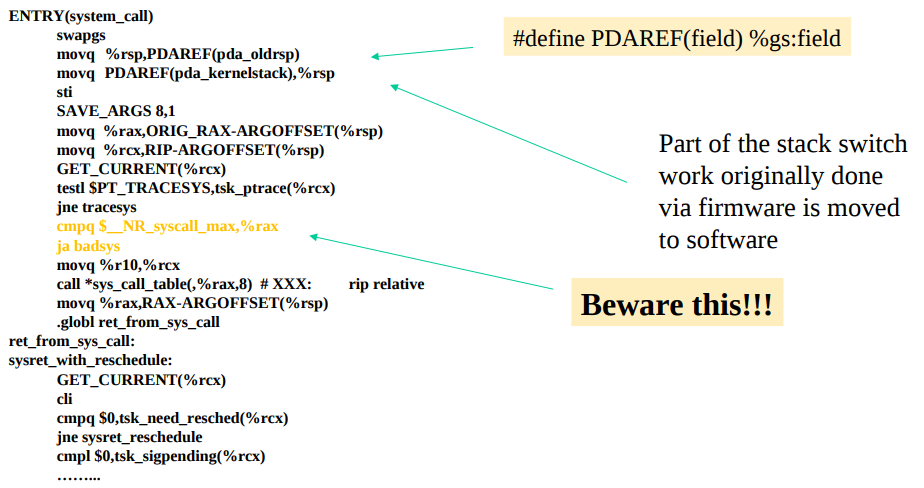 ENTRY(system_call)
swapgs
movq %rsp,PDAREF(pda_oldrsp)
movq PDAREF(pda_kernelstack),%rsp
sti
SAVE_ARGS 8,1
movq %rax,ORIG_RAX-ARGOFFSET(%rsp)
movq %rcx,RIP-ARGOFFSET(%rsp)
GET_CURRENT(%rcx)
testl $PT_TRACESYS,tsk_ptrace(%rcx)
jne tracesys
cmpq $__NR_syscall_max,%rax
ja badsys
movq %r10,%rcx
call *sys_call_table(,%rax,8) # XXX: rip relative
movq %rax,RAX-ARGOFFSET(%rsp)
.globl ret_from_sys_call
ret_from_sys_call:
sysret_with_reschedule:
GET_CURRENT(%rcx)
cli
cmpq $0,tsk_need_resched(%rcx)
jne sysret_reschedule
cmpl $0,tsk_sigpending(%rcx)
……...
#define PDAREF(field) %gs:field
Part of the stack switch
work originally done
via firmware is moved
to software
Beware this!!!